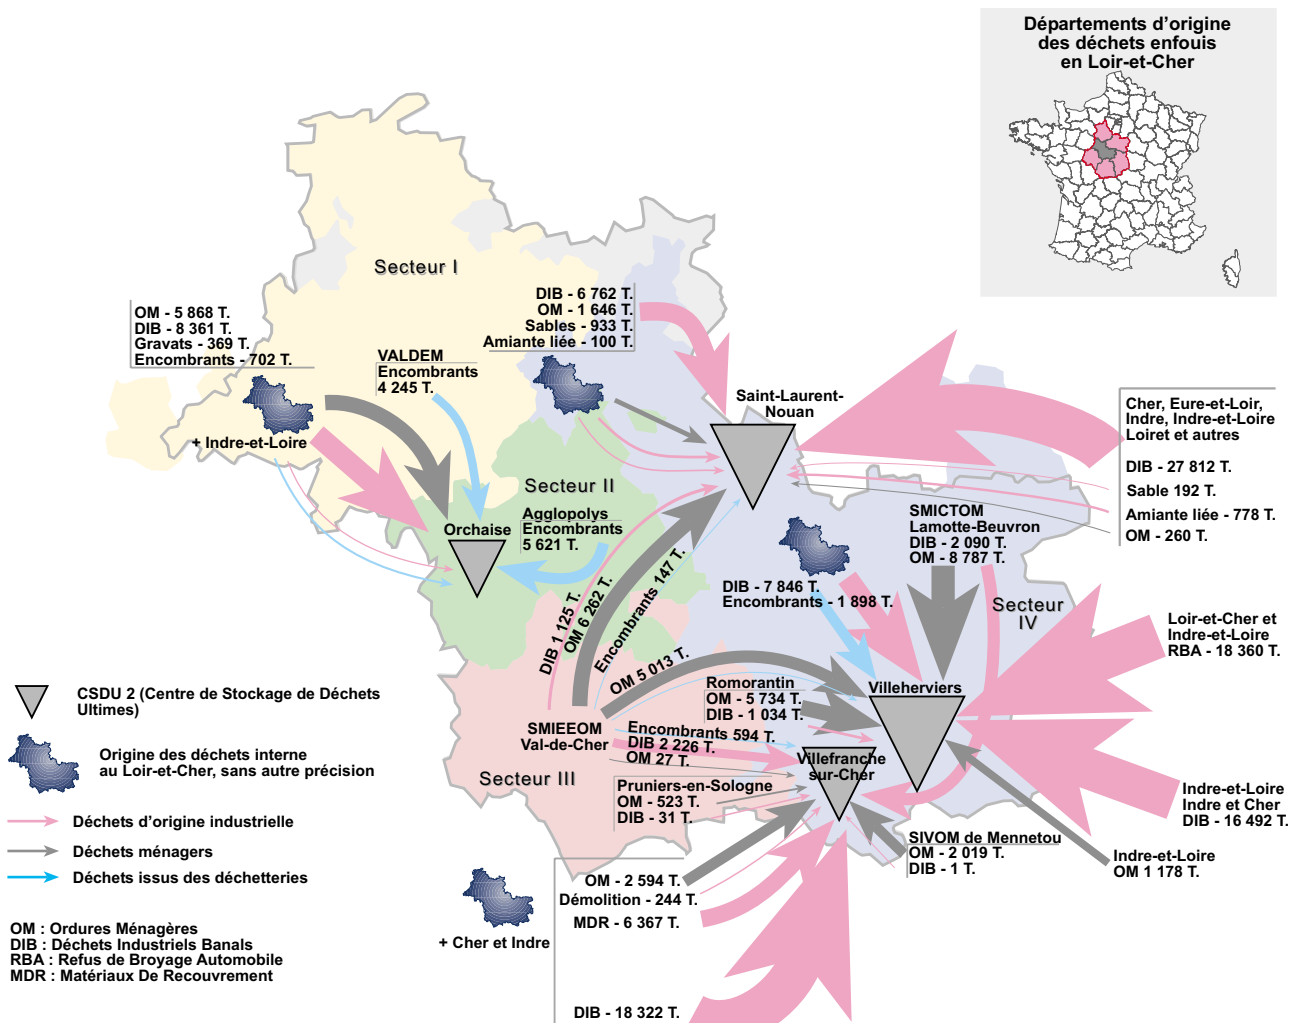 Départements d'origine
des déchets enfouis
en Loir-et-Cher
Secteur I
OM - 5 868 T.
DIB - 8 361 T.
Gravats - 369 T.
Encombrants - 702 T.
+ Indre-et-Loire
VALDEM
Encombrants
4 245 T.
DIB - 6 762 T.
OM - 1 646 T.
Sables - 933 T.
Amiante liée - 100 T.
Saint-Laurent-
Nouan
Cher, Eure-et-Loir,
Indre, Indre-et-Loire
Loiret et autres
DIB - 27 812 T.
Sable 192 T.
Amiante liée - 778 T.
OM - 260 T.
Secteur II
Orchaise
Agglopolys
Encombrants
5 621 T.
SMICTOM
Lamotte-Beuvron
DIB - 2 090 T.
OM - 8 787 T.
DIB - 7 846 T.
Encombrants - 1 898 T.
Secteur
IV
Loir-et-Cher et
Indre-et-Loire
RBA - 18 360 T.
DIB 1 125 T.
OM 6 262 T.
Encombrants 147 T.
OM 5 013 T.
Romorantin
OM - 5 734 T.
DIB - 1 034 T.
Villeherviers
SMIEEOM
Val-de-Cher
Encombrants 594 T.
DIB 2 226 T.
OM 27 T.
Villefranche
sur-Cher
Secteur III
Pruniers-en-Sologne
OM - 523 T.
DIB - 31 T.
Indre-et-Loire
Indre et Cher
DIB - 16 492 T.
SIVOM de Mennetou
OM - 2 019 T.
DIB - 1 T.
Indre-et-Loire
OM 1 178 T.
OM - 2 594 T.
Démolition - 244 T.
MDR - 6 367 T.
+ Cher et Indre
DIB - 18 322 T.
CSDU 2 (Centre de Stockage de Déchets
Ultimes)
Origine des déchets interne
au Loir-et-Cher, sans autre précision
Déchets d'origine industrielle
Déchets ménagers
Déchets issus des déchetteries
OM : Ordures Ménagères
DIB : Déchets Industriels Banals
RBA : Refus de Broyage Automobile
MDR : Matériaux De Recouvrement